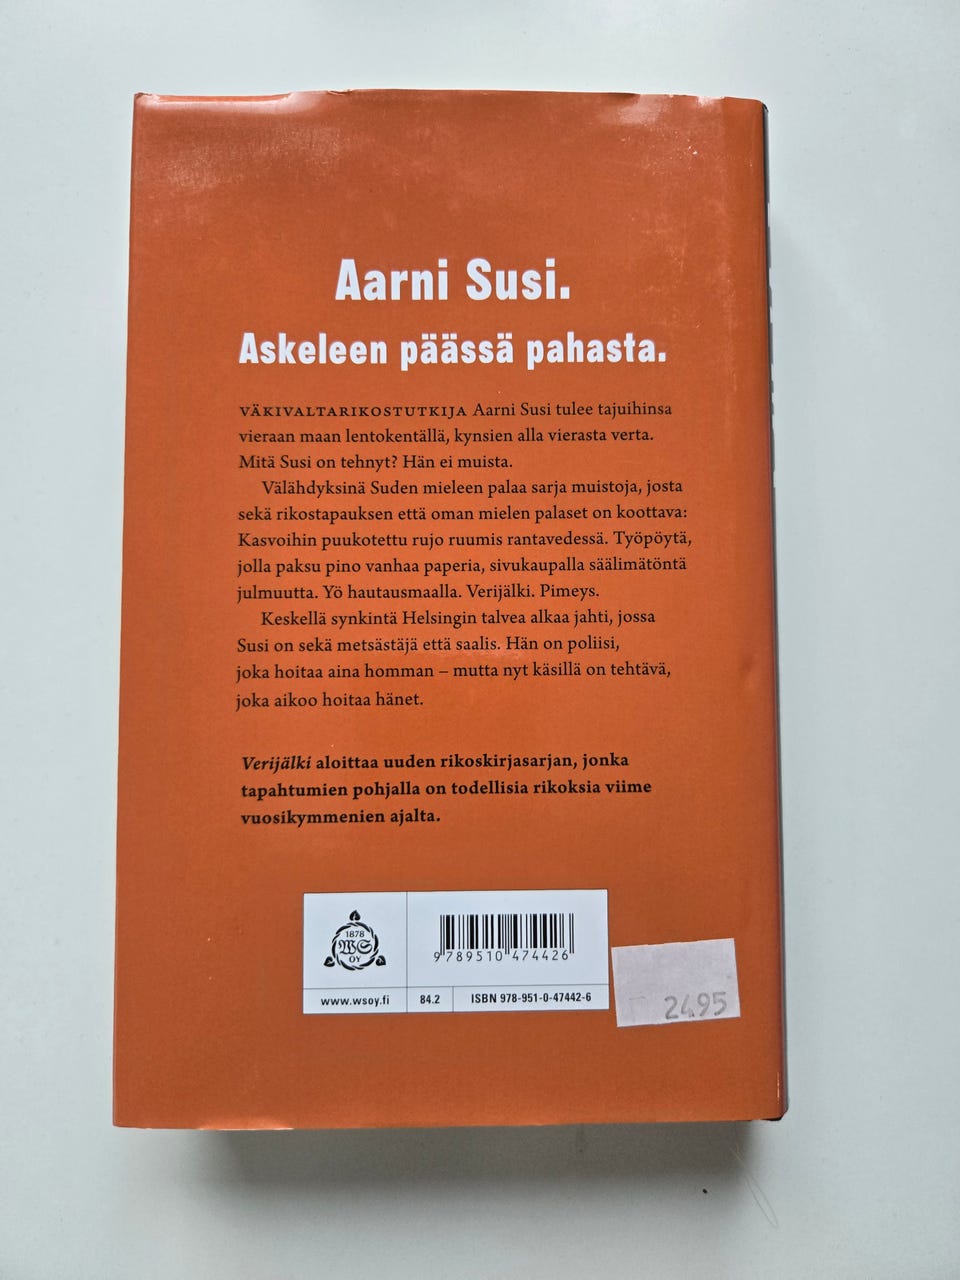 Aarni Susi.
Askeleen päässä pahasta.
VÄKIVALTARIKOSTUTKIJA Aarni Susi tulee tajuihinsa
vieraan maan lentokentällä, kynsien alla vierasta verta.
Mitä Susi on tehnyt? Hän ei muista.
Välähdyksinä Suden mieleen palaa sarja muistoja, josta
sekä rikostapauksen että oman mielen palaset on koottava:
Kasvoihin puukotettu rujo ruumis rantavedessä. Työpöytä,
jolla paksu pino vanhaa paperia, sivukaupalla säälimätöntä
julmuutta. Yö hautausmaalla. Verijälki. Pimeys.
Keskellä synkintä Helsingin talvea alkaa jahti, jossa
Susi on sekä metsästäjä että saalis. Hän on poliisi,
joka hoitaa aina homman – mutta nyt käsillä on tehtävä,
joka aikoo hoitaa hänet.
Verijälki aloittaa uuden rikoskirjasarjan, jonka
tapahtumien pohjalla on todellisia rikoksia viime
vuosikymmenien ajalta.
1878
WS
OY
9 789510 474426
www.wsoy.fi
84.2
ISBN 978-951-0-47442-6
24.95